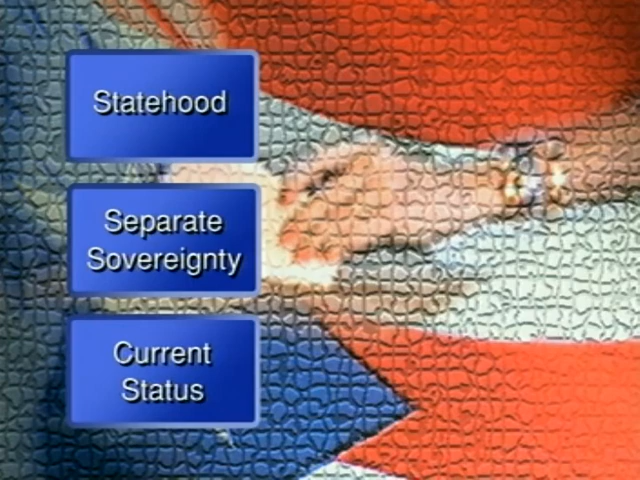 Statehood
Separate
Sovereignty
Current
Status